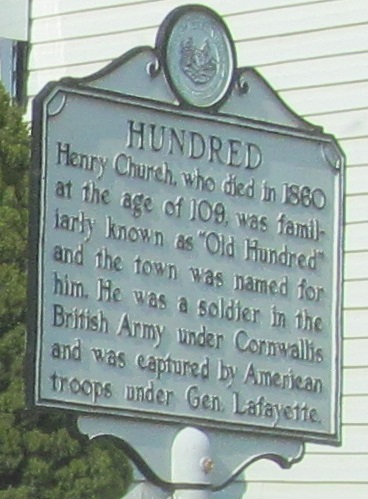 HUNDRED
Henry Church, who died in 1860
at the age of 109, was famil-
iarly known as "Old Hundred"
and the town was named for
him. He was a soldier in the
British Army under Cornwallis
and was captured by American
troops under Gen. Lafayette.